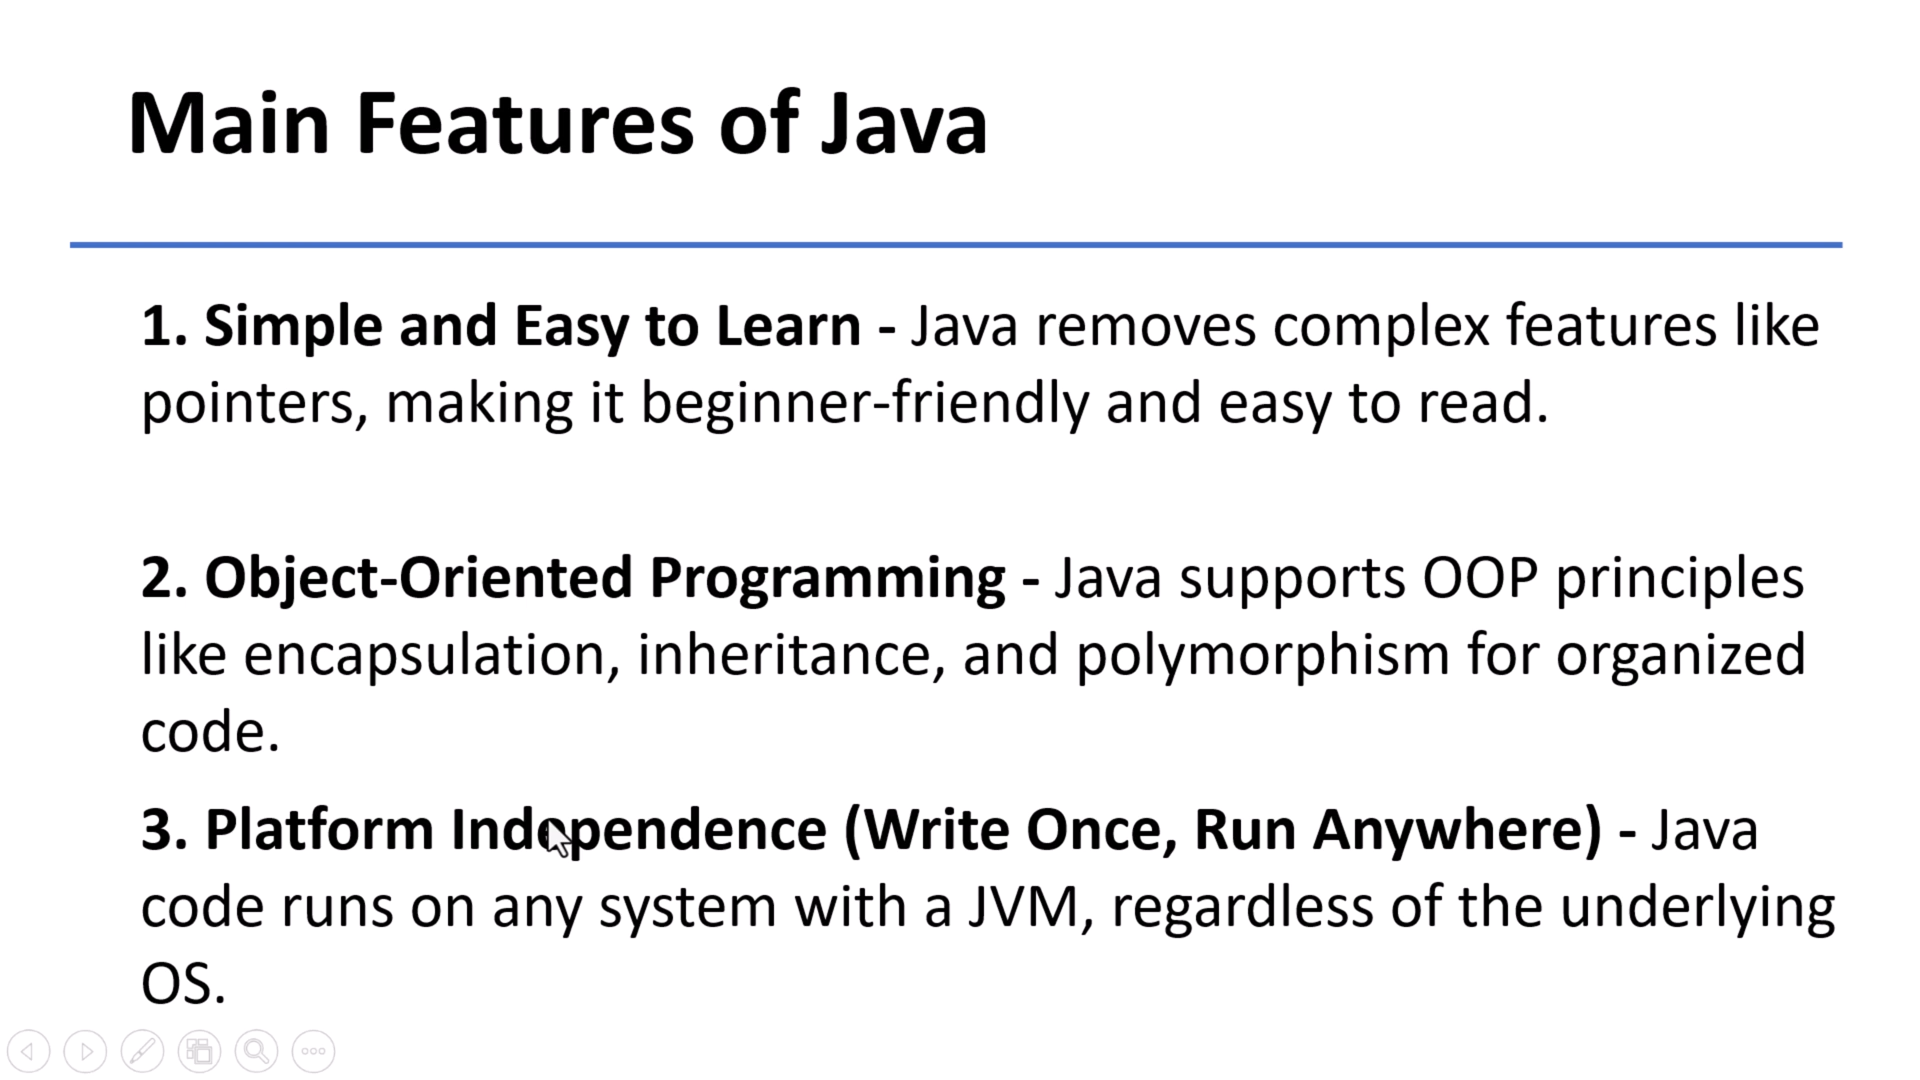 Main Features of Java
1. Simple and Easy to Learn - Java removes complex features like
pointers, making it beginner-friendly and easy to read.
2. Object-Oriented Programming - Java supports OOP principles
like encapsulation, inheritance, and polymorphism for organized
code.
3. Platform Independence (Write Once, Run Anywhere) - Java
code runs on any system with a JVM, regardless of the underlying
OS.